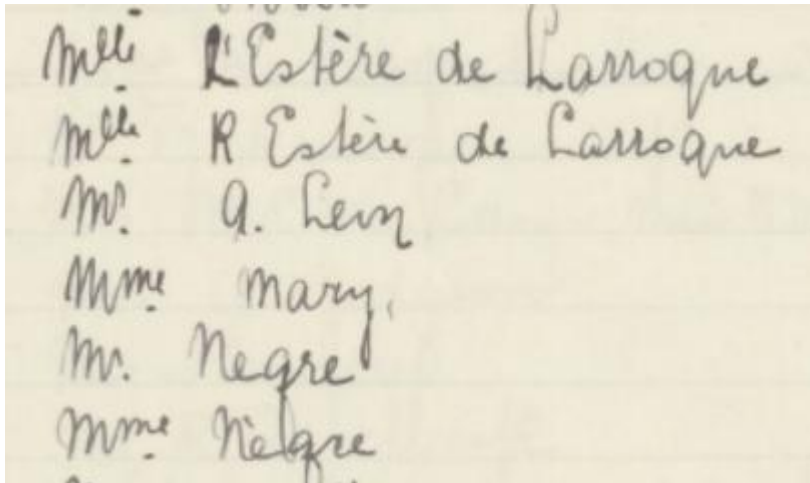 Mlle L'Estère de Larroque
Mlle R Estère de Larroque
Mr. A. Levy
Mme Mary.
Mr. Negre
Mme Nègre